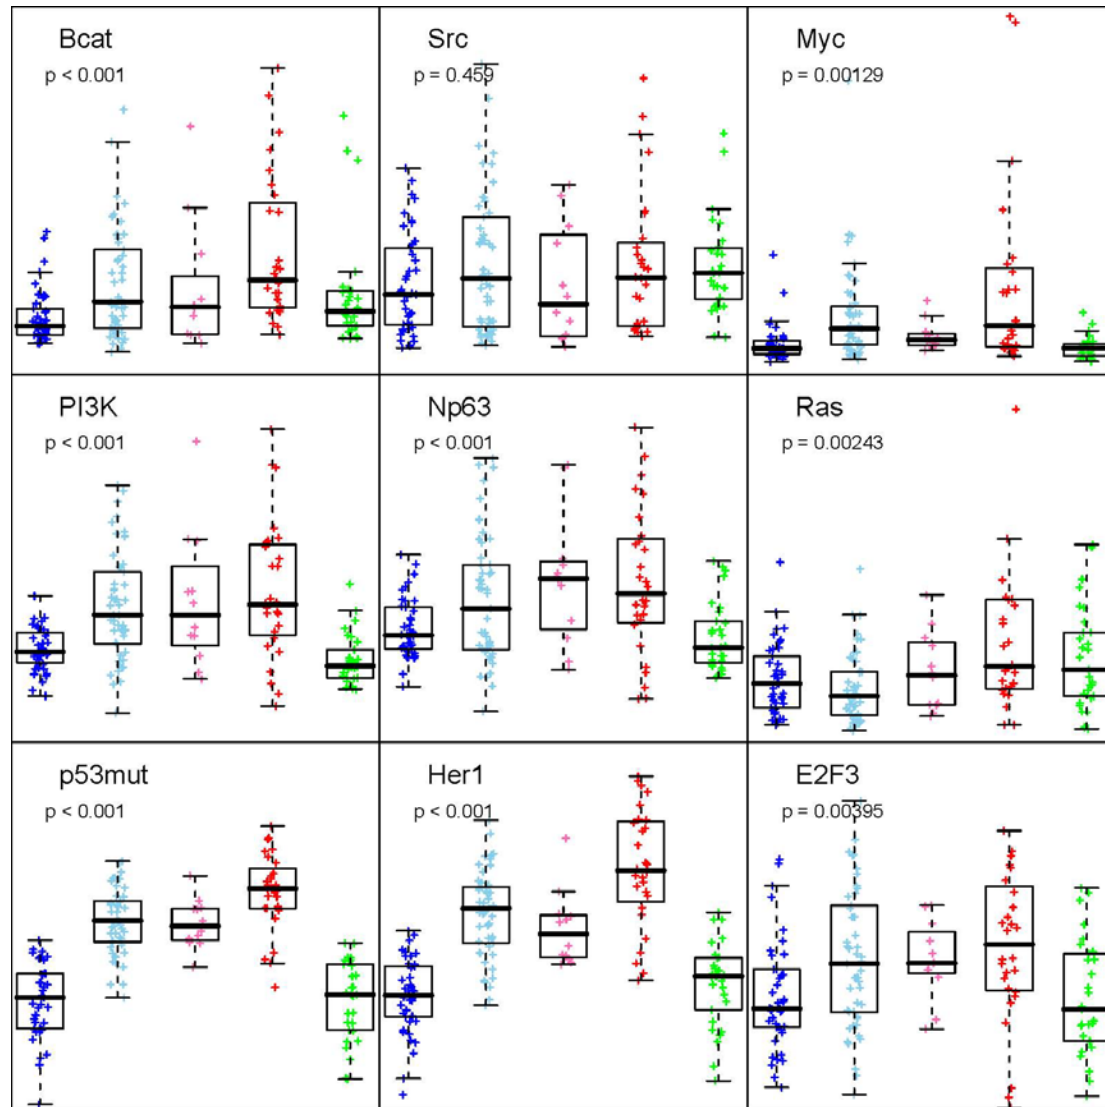 Bcat
p < 0.001
Src
p = 0.459
Myc
p = 0.00129
PI3K
p < 0.001
Np63
p < 0.001
Ras
p = 0.00243
p53mut
p < 0.001
Her1
p < 0.001
E2F3
p = 0.00395